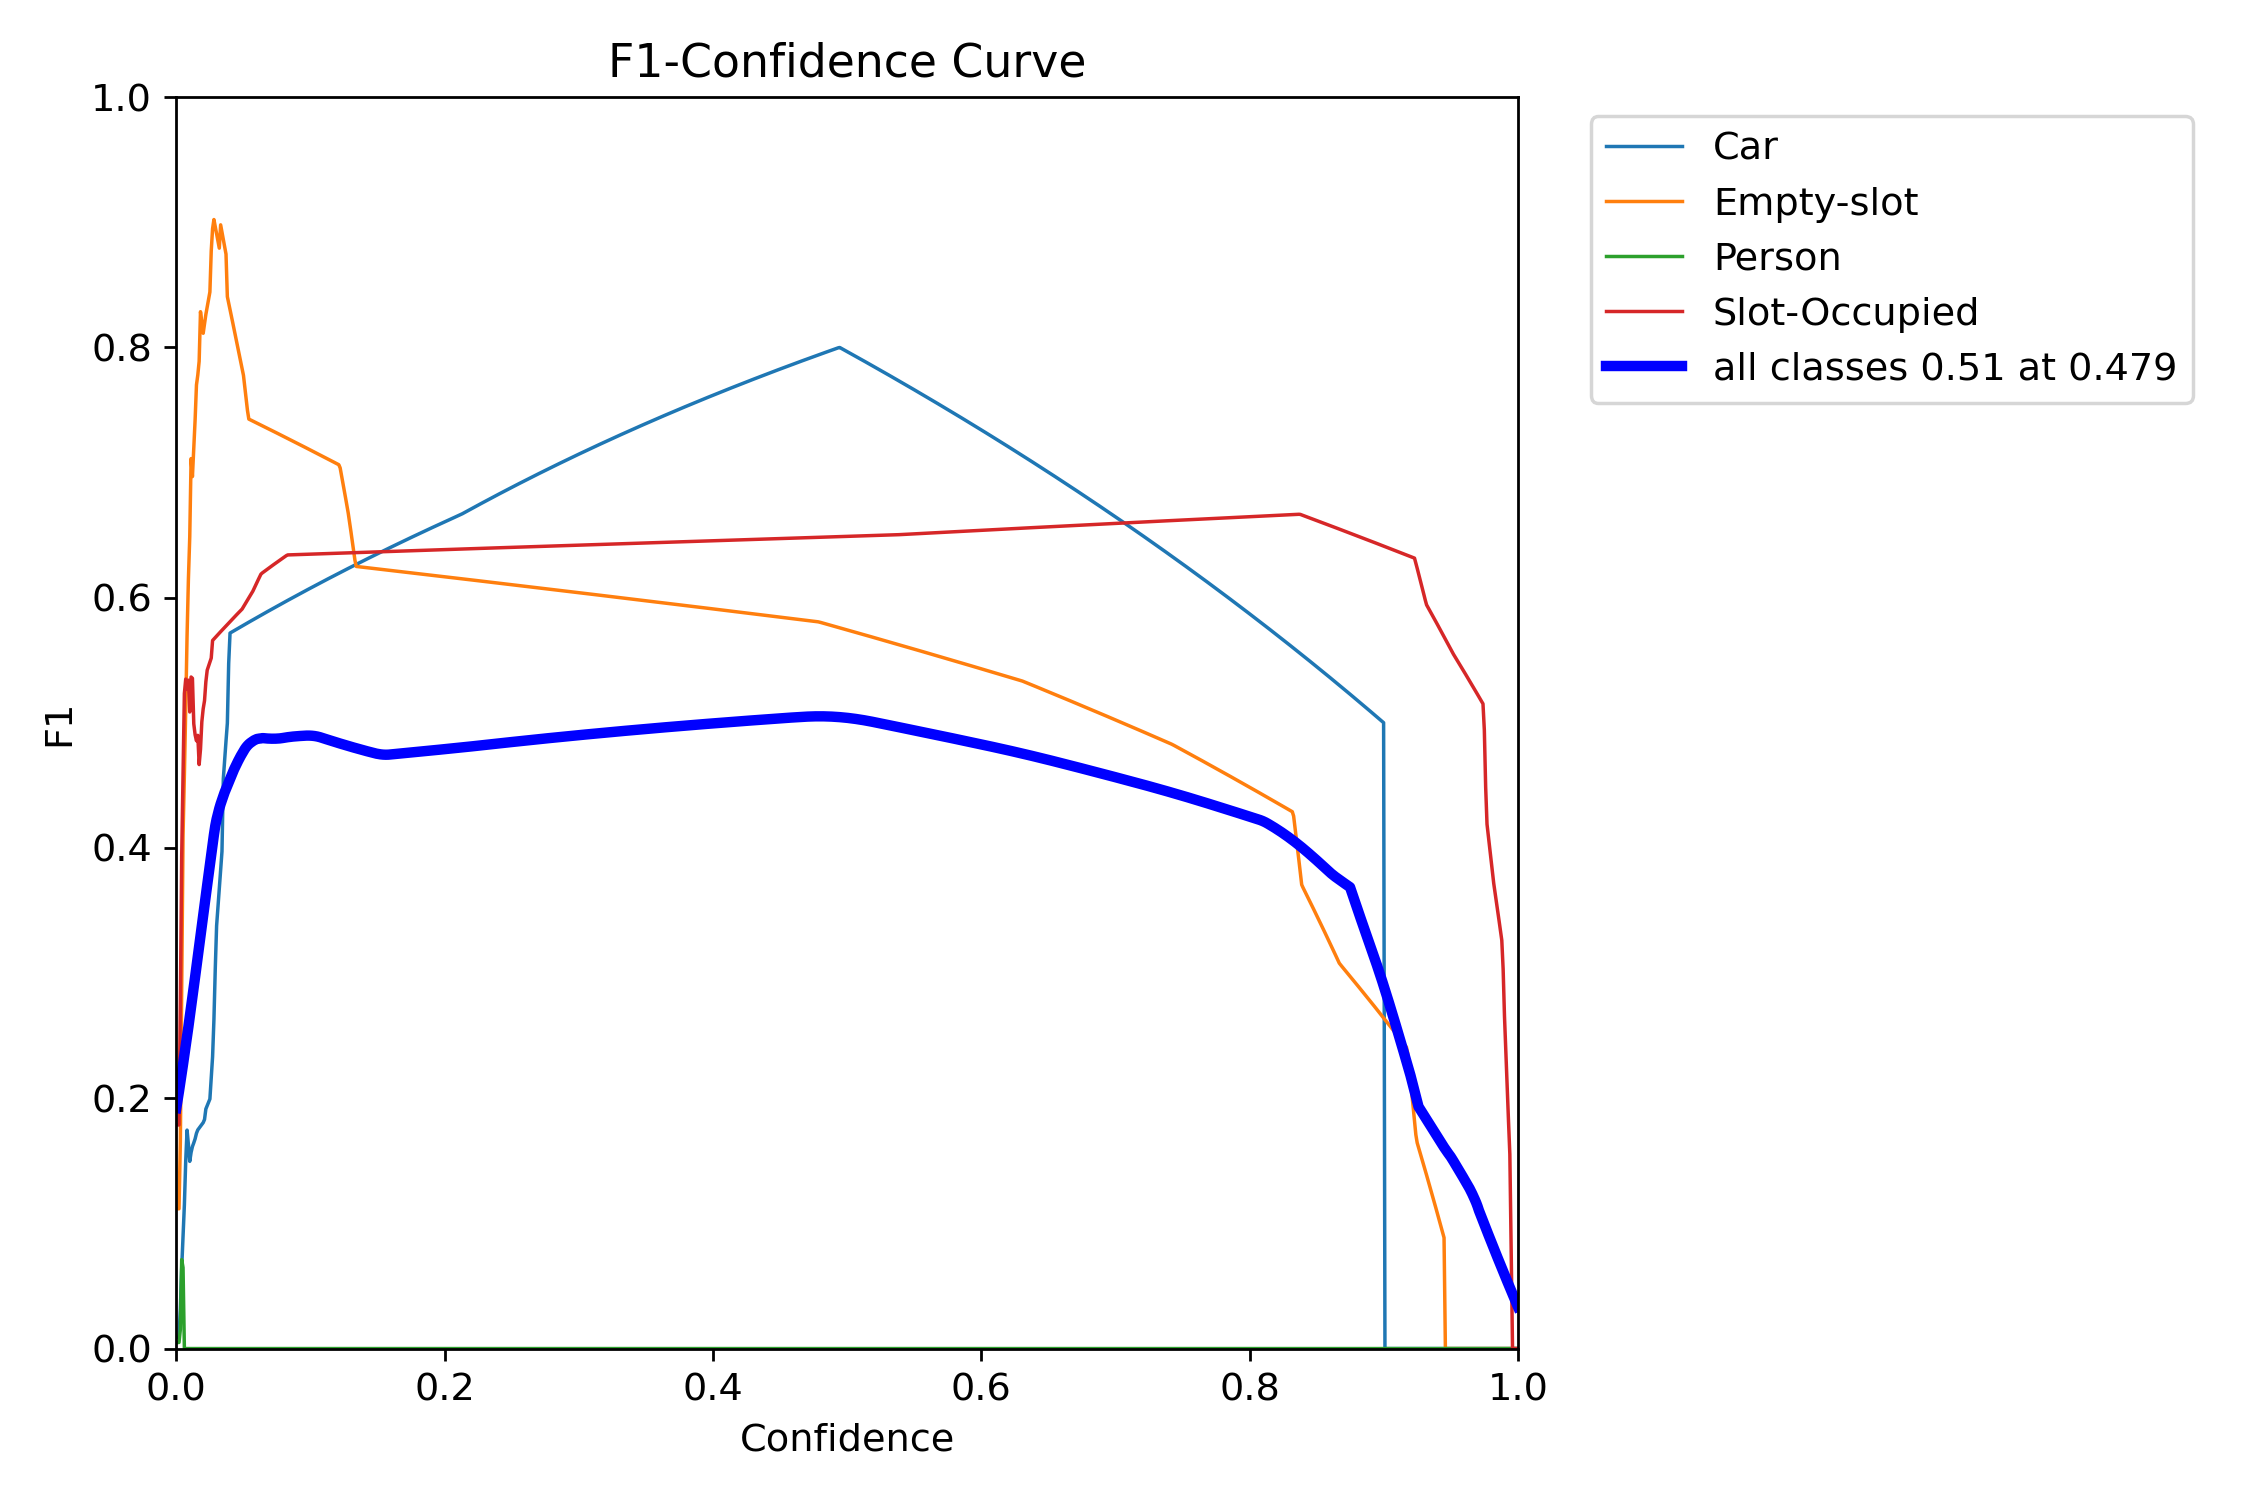 F1-Confidence Curve
1.0
0.8
0.6
0.4
0.2
0.0
F1
0.0 0.2 0.4 0.6 0.8 1.0
Confidence
Car
Empty-slot
Person
Slot-Occupied
all classes 0.51 at 0.479